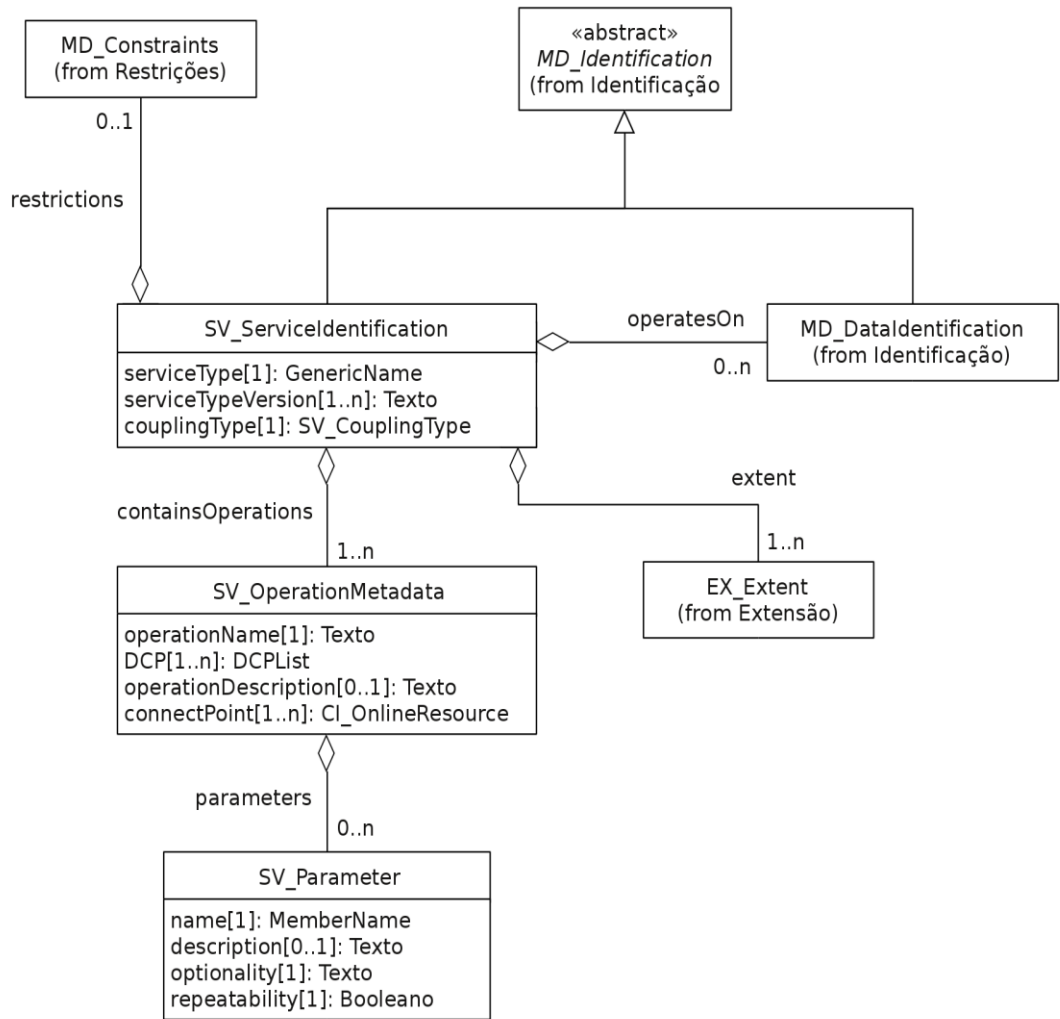 MD_Constraints
(from Restrições)
«abstract»
MD_Identification
(from Identificação
0..1
restrictions
SV_ServiceIdentification
serviceType[1]: GenericName
serviceTypeVersion[1..n]: Texto
couplingType[1]: SV_CouplingType
operatesOn
0..n
MD_DataIdentification
(from Identificação)
containsOperations
1..n
extent
1..n
EX_Extent
(from Extensão)
SV_OperationMetadata
operationName[1]: Texto
DCP[1..n]: DCPList
operationDescription[0..1]: Texto
connectPoint[1..n]: CI_OnlineResource
parameters
0..n
SV_Parameter
name[1]: MemberName
description[0..1]: Texto
optionality[1]: Texto
repeatability[1]: Booleano